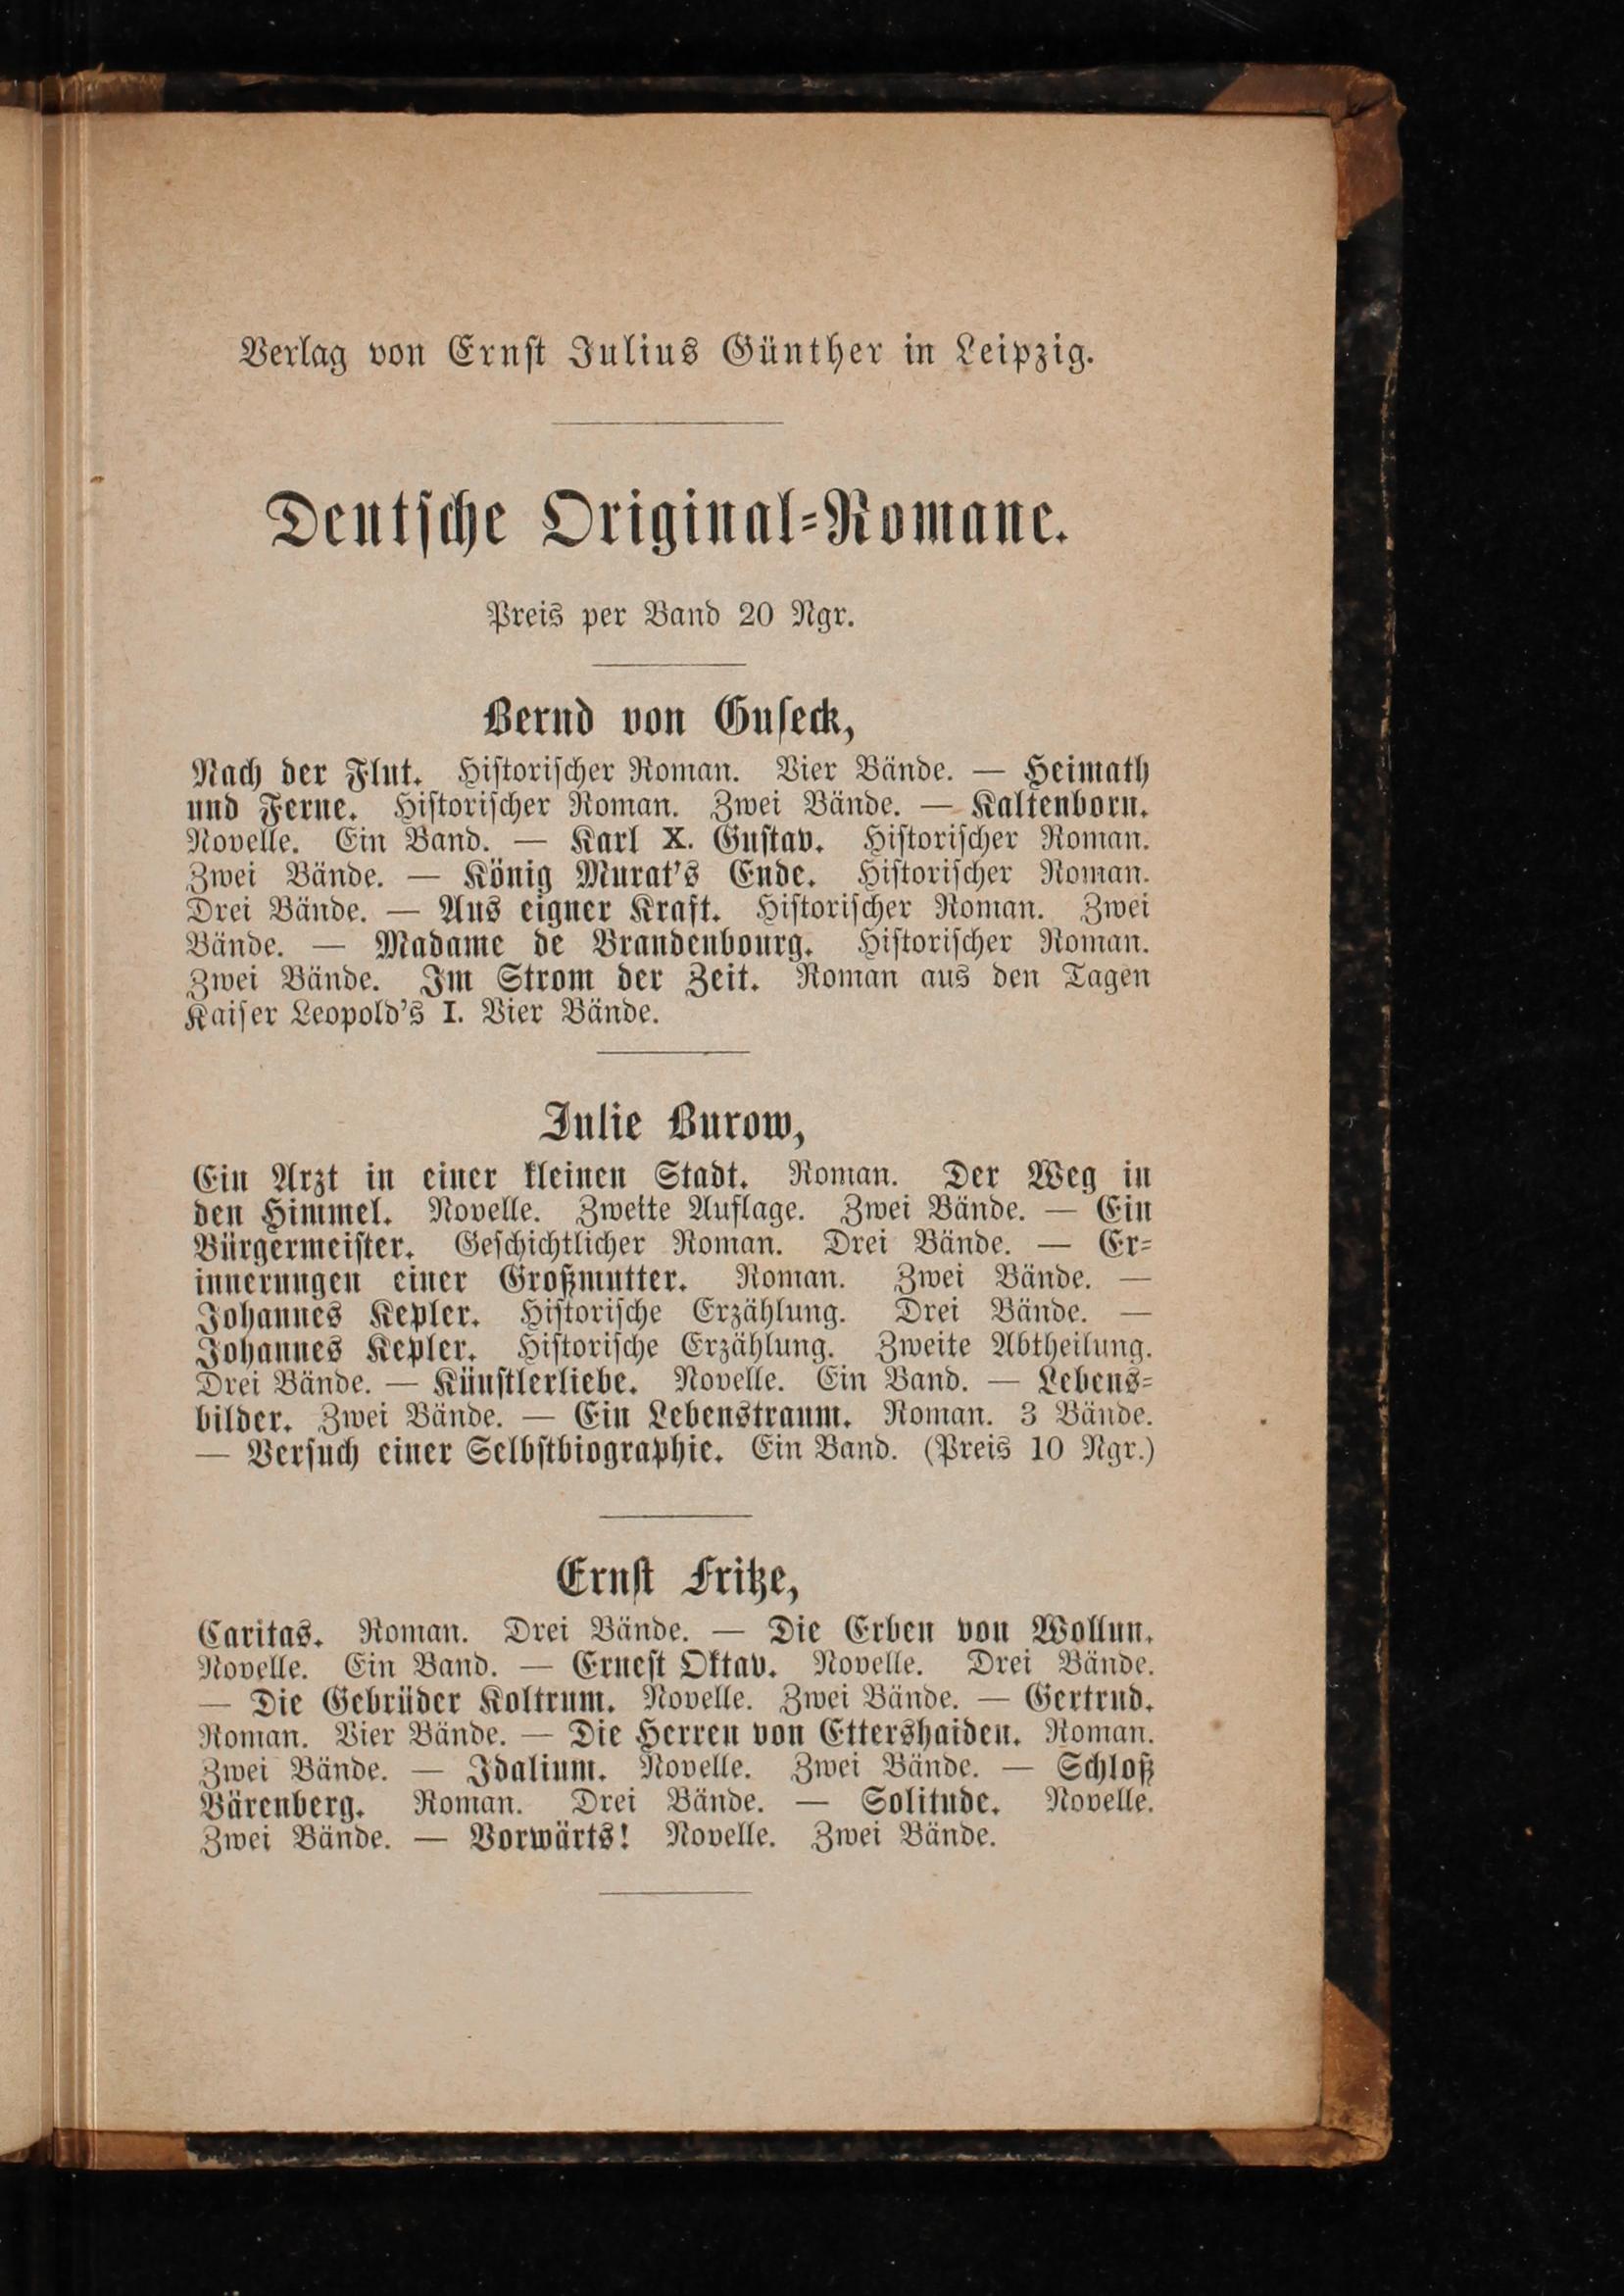 Verlag von Ernst Julius Günther in Leipzig.
Deutsche Original-Romane.
Preis per Band 20 Ngr.
Bernd von Guseck,
Nach der Flut. Historischer Roman. Vier Bände. — Heimath
und Ferne. Historischer Roman. Zwei Bände. — Kaltenborn.
Novelle. Ein Band. — Karl X. Gustav. Historischer Roman.
Zwei Bände. — König Murat's Ende. Historischer Roman.
Drei Bände. — Aus eigner Kraft. Historischer Roman. Zwei
Bände. — Madame de Brandenbourg. Historischer Roman.
Zwei Bände. Im Strom der Zeit. Roman aus den Tagen
Kaiser Leopold's I. Vier Bände.
Julie Burow,
Ein Arzt in einer kleinen Stadt. Roman. Der Weg in
den Himmel. Novelle. Zwette Auflage. Zwei Bände. — Ein
Bürgermeister. Geschichtlicher Roman. Drei Bände. — Er-
innerungen einer Großmutter. Roman. Zwei Bände. —
Johannes Kepler. Historische Erzählung. Drei Bände. —
Johannes Kepler. Historische Erzählung. Zweite Abtheilung.
Drei Bände. — Künstlerliebe. Novelle. Ein Band. — Lebens-
bilder. Zwei Bände. — Ein Lebenstraum. Roman. 3 Bände.
— Versuch einer Selbstbiographie. Ein Band. (Preis 10 Ngr.)
Ernst Fritze,
Caritas. Roman. Drei Bände. — Die Erben von Wollun.
Novelle. Ein Band. — Ernest Oktav. Novelle. Drei Bände.
— Die Gebrüder Koltrum. Novelle. Zwei Bände. — Gertrud.
Roman. Vier Bände. — Die Herren von Ettershaiden. Roman.
Zwei Bände. — Idalium. Novelle. Zwei Bände. — Schloß
Bärenberg. Roman. Drei Bände. — Solitude. Novelle.
Zwei Bände. — Vorwärts! Novelle. Zwei Bände.